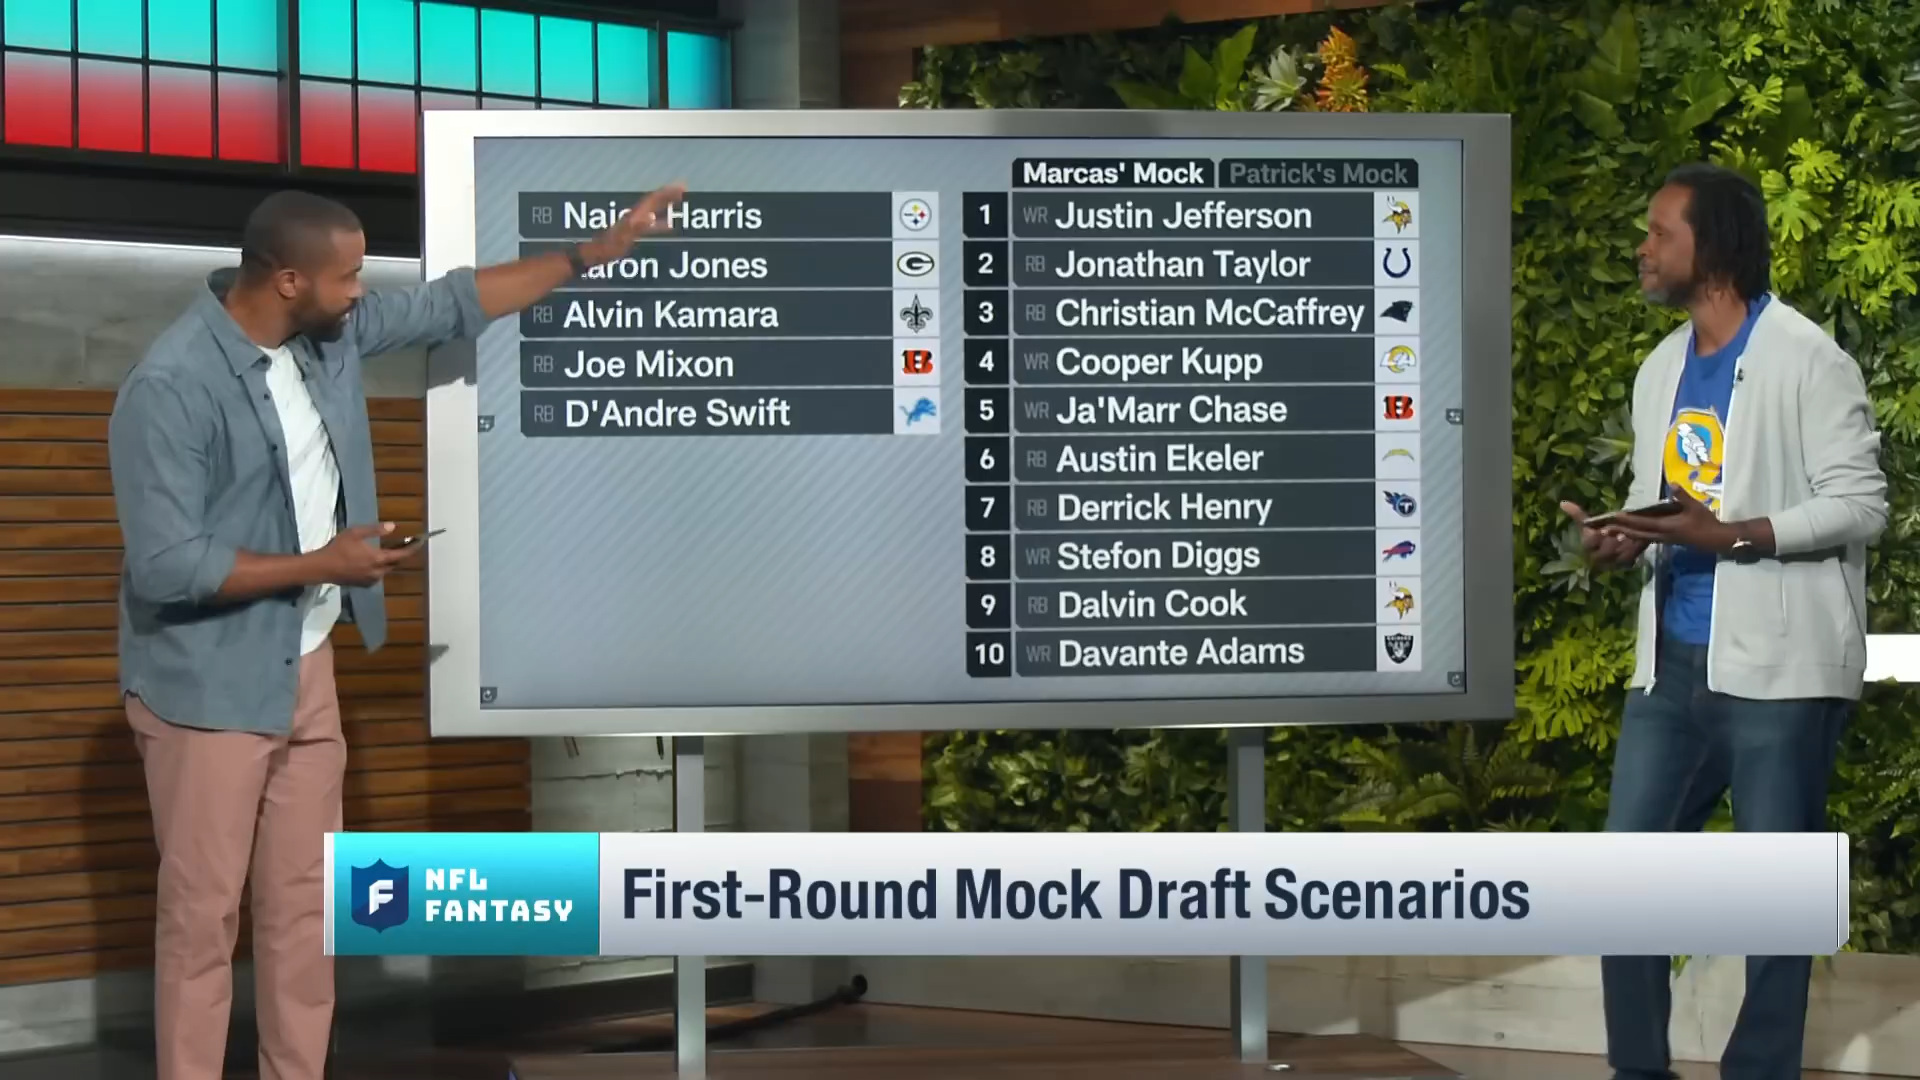 Marcas' Mock Patrick's Mock
RB Harris
Jones
RB Alvin Kamara
RB Joe Mixon
RB D'Andre Swift
1 WR Justin Jefferson
2 RB Jonathan Taylor
3 RB Christian McCaffrey
4 WR Cooper Kupp
5 WR Ja'Marr Chase
6 RB Austin Ekeler
7 RB Derrick Henry
8 WR Stefon Diggs
9 RB Dalvin Cook
10 WR Davante Adams
F NFL
FANTASY
First-Round Mock Draft Scenarios